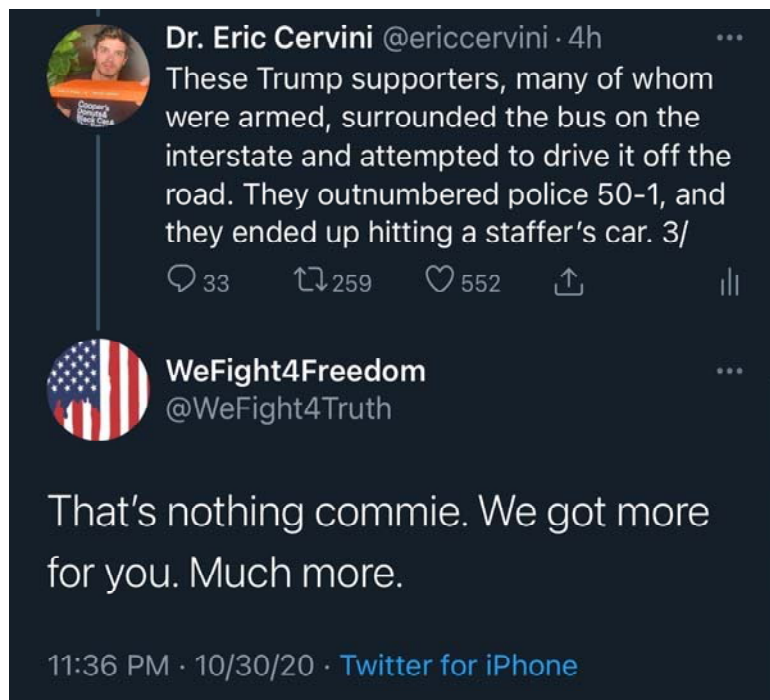 Dr. Eric Cervini @ericcervini · 4h
These Trump supporters, many of whom
were armed, surrounded the bus on the
interstate and attempted to drive it off the
road. They outnumbered police 50-1, and
they ended up hitting a staffer's car. 3/
33 259 552
WeFight4Freedom
@WeFight4Truth
That's nothing commie. We got more
for you. Much more.
11:36 PM · 10/30/20 · Twitter for iPhone